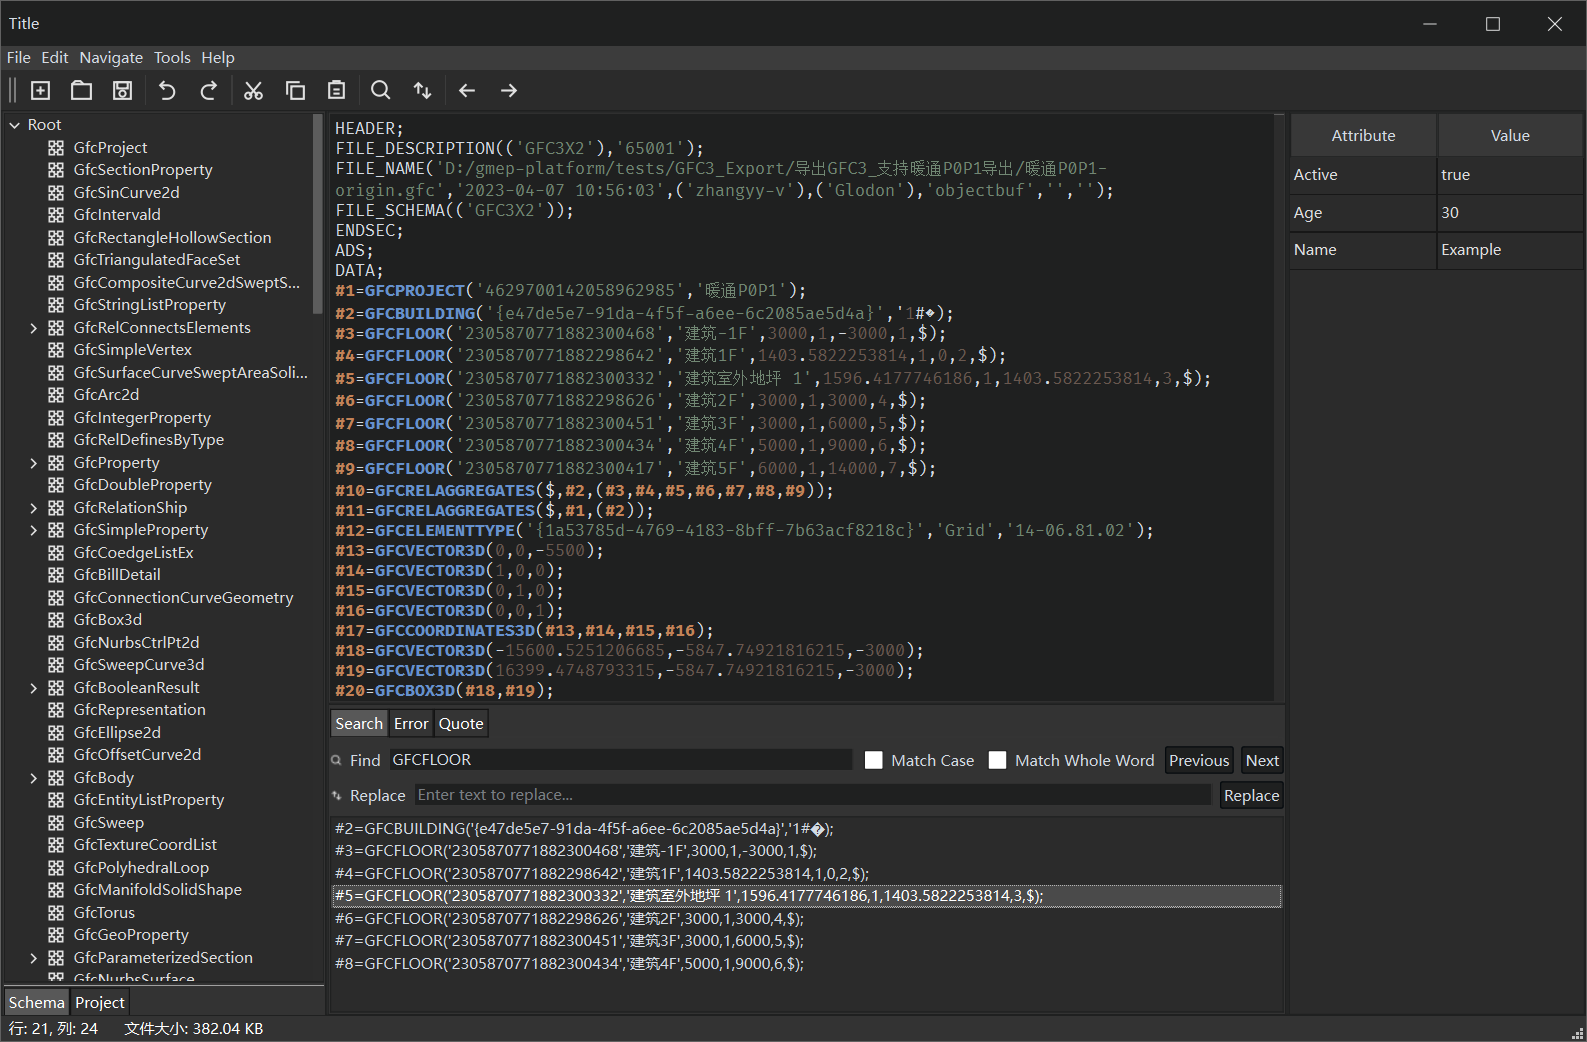 Title
File Edit Navigate Tools Help
Root
GfcProject
GfcSectionProperty
GfcSinCurve2d
GfcIntervald
GfcRectangleHollowSection
GfcTriangulatedFaceSet
GfcCompositeCurve2dSweptS...
GfcStringListProperty
GfcRelConnectsElements
GfcSimpleVertex
GfcSurfaceCurveSweptAreaSoli...
GfcArc2d
GfcIntegerProperty
GfcRelDefinesByType
GfcProperty
GfcDoubleProperty
GfcRelationShip
GfcSimpleProperty
GfcCoedgeListEx
GfcBillDetail
GfcConnectionCurveGeometry
GfcBox3d
GfcNurbsCtrlPt2d
GfcSweepCurve3d
GfcBooleanResult
GfcRepresentation
GfcEllipse2d
GfcOffsetCurve2d
GfcBody
GfcEntityListProperty
GfcSweep
GfcTextureCoordList
GfcPolyhedralLoop
GfcManifoldSolidShape
GfcTorus
GfcGeoProperty
GfcParameterizedSection
GfcNurbsSurface
Schema Project
HEADER;
FILE_DESCRIPTION(('GFC3X2'),'65001');
FILE_NAME('D:/gmep-platform/tests/GFC3_Export/导出GFC3_支持暖通P0P1导出/暖通P0P1-
origin.gfc','2023-04-07 10:56:03',('zhangyy-v'),('Glodon'),'objectbuf','','');
FILE_SCHEMA(('GFC3X2'));
ENDSEC;
ADS;
DATA;
#1=GFCPROJECT('4629700142058962985','暖通P0P1');
#2=GFCBUILDING('{e47de5e7-91da-4f5f-a6ee-6c2085ae5d4a}','1#�);
#3=GFCFLOOR('2305870771882300468','建筑-1F',3000,1,-3000,1,$);
#4=GFCFLOOR('2305870771882298642','建筑1F',1403.5822253814,1,0,2,$);
#5=GFCFLOOR('2305870771882300332','建筑室外地坪 1',1596.4177746186,1,1403.5822253814,3,$);
#6=GFCFLOOR('2305870771882298626','建筑2F',3000,1,3000,4,$);
#7=GFCFLOOR('2305870771882300451','建筑3F',3000,1,6000,5,$);
#8=GFCFLOOR('2305870771882300434','建筑4F',5000,1,9000,6,$);
#9=GFCFLOOR('2305870771882300417','建筑5F',6000,1,14000,7,$);
#10=GFCRELAGGREGATES($,#2,(#3,#4,#5,#6,#7,#8,#9));
#11=GFCRELAGGREGATES($,#1,(#2));
#12=GFCELEMENTTYPE('{1a53785d-4769-4183-8bff-7b63acf8218c}','Grid','14-06.81.02');
#13=GFCVECTOR3D(0,0,-5500);
#14=GFCVECTOR3D(1,0,0);
#15=GFCVECTOR3D(0,1,0);
#16=GFCVECTOR3D(0,0,1);
#17=GFCCOORDINATES3D(#13,#14,#15,#16);
#18=GFCVECTOR3D(-15600.5251206685,-5847.74921816215,-3000);
#19=GFCVECTOR3D(16399.4748793315,-5847.74921816215,-3000);
#20=GFCBOX3D(#18,#19);
Search Error Quote
Find GFCFLOOR Match Case Match Whole Word Previous Next
Replace Enter text to replace... Replace
#2=GFCBUILDING('{e47de5e7-91da-4f5f-a6ee-6c2085ae5d4a}','1#�);
#3=GFCFLOOR('2305870771882300468','建筑-1F',3000,1,-3000,1,$);
#4=GFCFLOOR('2305870771882298642','建筑1F',1403.5822253814,1,0,2,$);
#5=GFCFLOOR('2305870771882300332','建筑室外地坪 1',1596.4177746186,1,1403.5822253814,3,$);
#6=GFCFLOOR('2305870771882298626','建筑2F',3000,1,3000,4,$);
#7=GFCFLOOR('2305870771882300451','建筑3F',3000,1,6000,5,$);
#8=GFCFLOOR('2305870771882300434','建筑4F',5000,1,9000,6,$);
Attribute Value
Active true
Age 30
Name Example
行: 21, 列: 24 文件大小: 382.04 KB